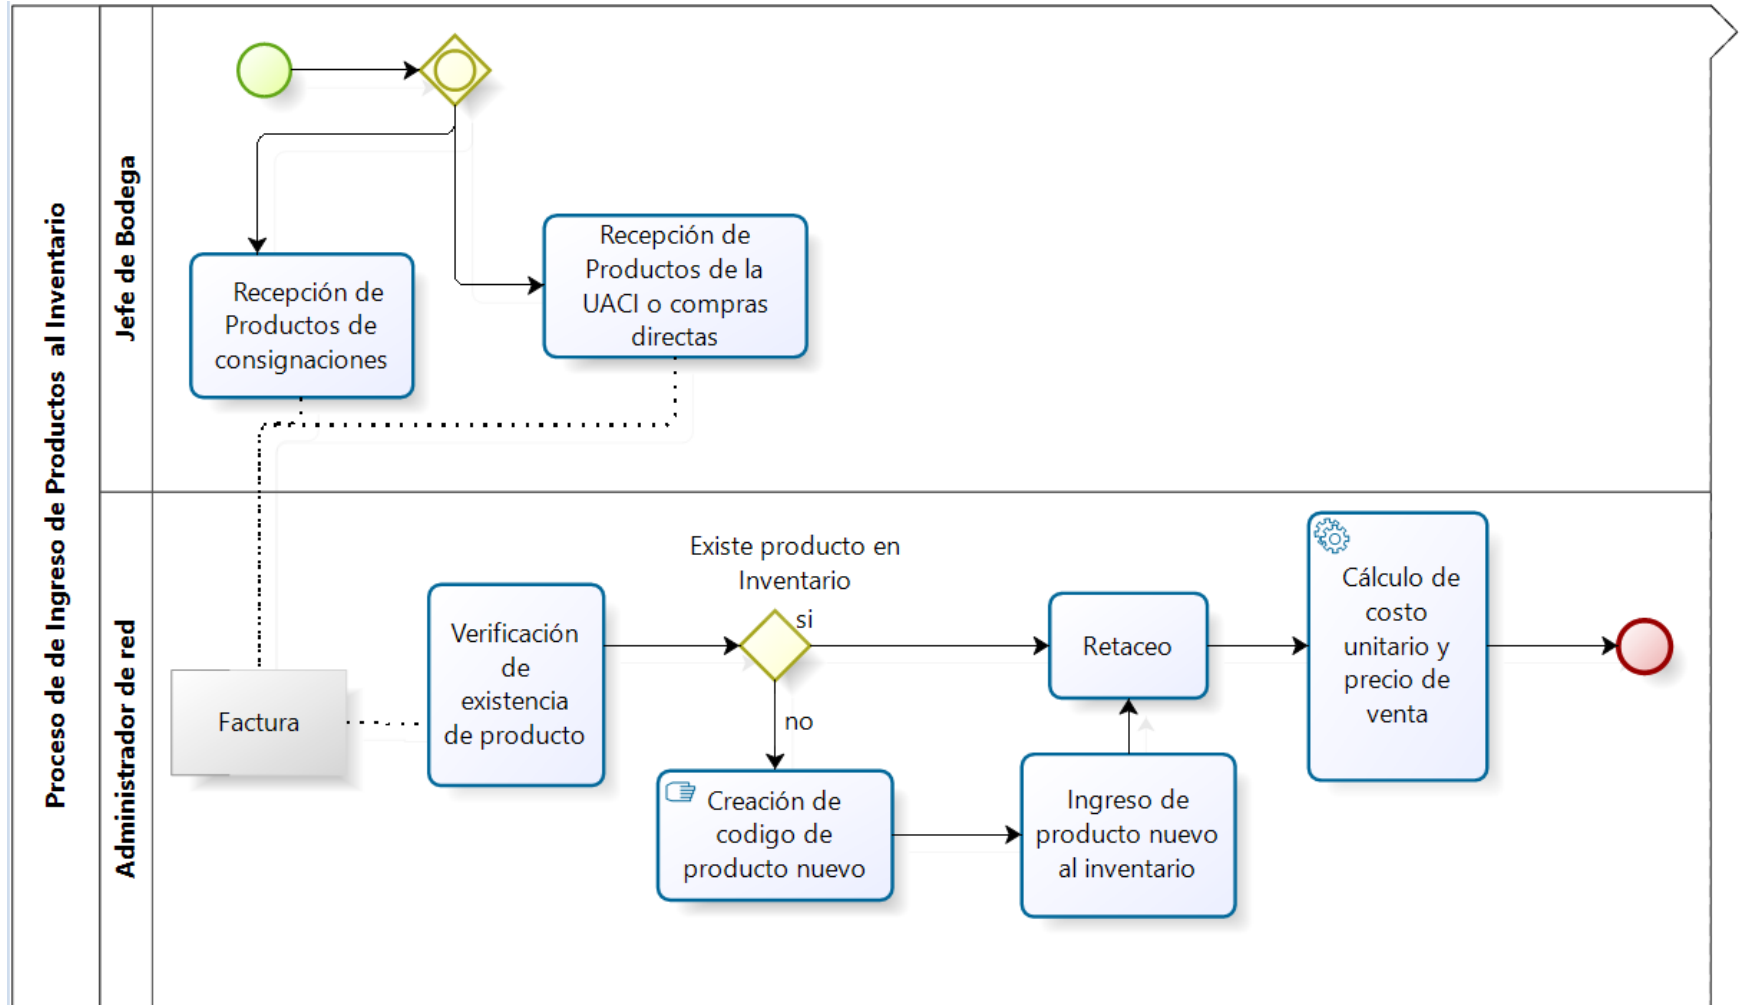 Proceso de de Ingreso de Productos al Inventario
Jefe de Bodega
Recepción de
Productos de
consignaciones
Recepción de
Productos de la
UACI o compras
directas
Administrador de red
Factura
Verificación
de
existencia
de producto
Existe producto en
Inventario
si
no
Creación de
codigo de
producto nuevo
Ingreso de
producto nuevo
al inventario
Retaceo
Cálculo de
costo
unitario y
precio de
venta